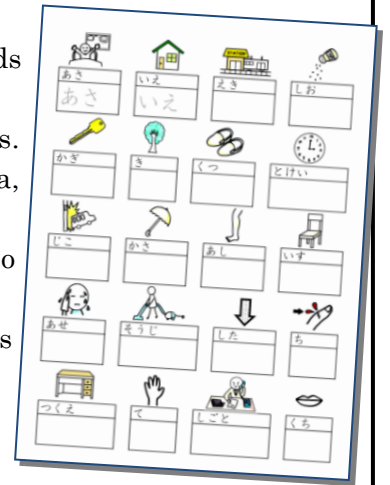 ds
s.
a,
o
s
あさ いえ えき しお
あさ いえ
かぎ き くつ とけい
じこ かさ あし いす
あせ そうじ した ち
つくえ て しごと くち